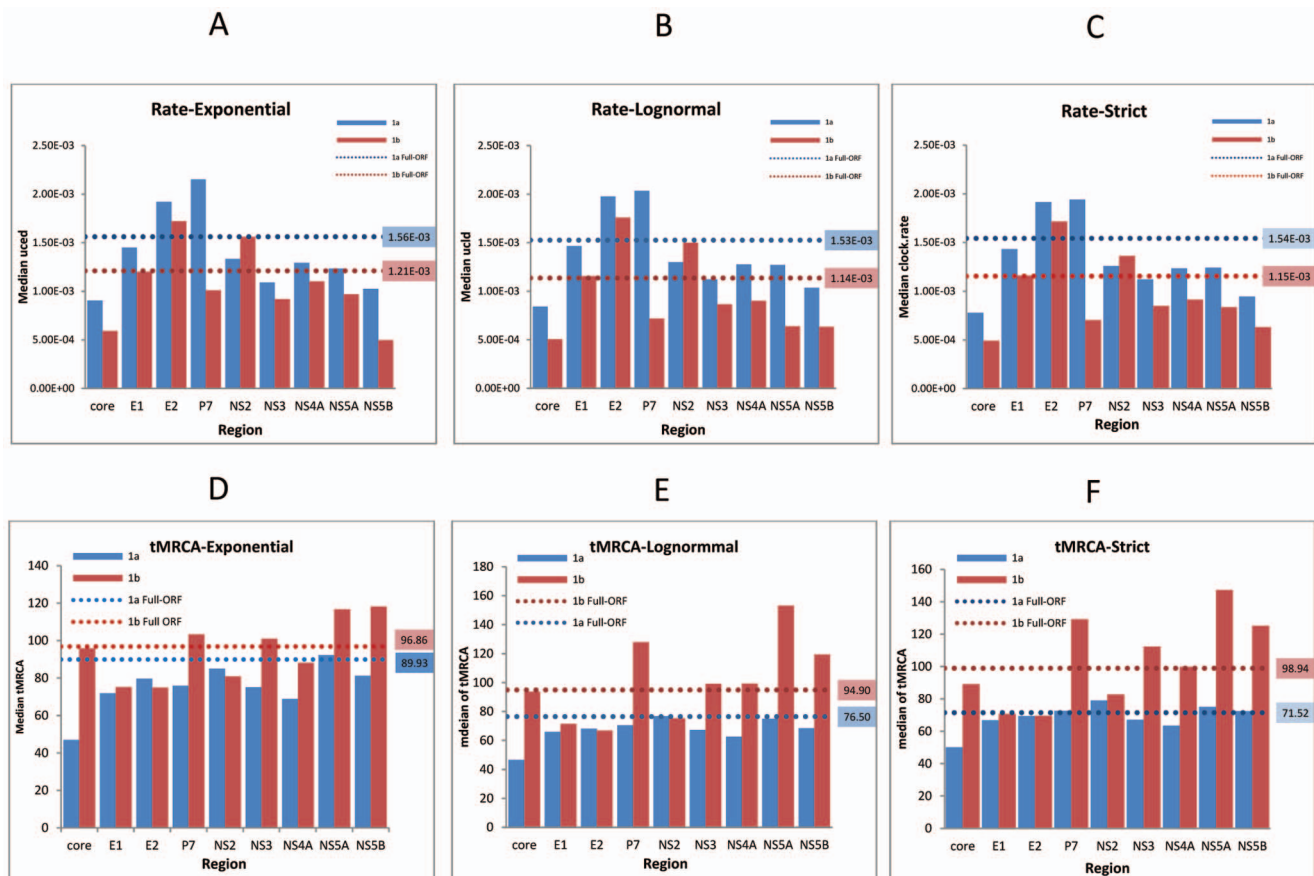 A
B
C
Rate-Exponential
1a
1b
1a Full-ORF
1b Full-ORF
Median uced
2.50E-03
2.00E-03
1.50E-03
1.00E-03
5.00E-04
0.00E+00
1.56E-03
1.21E-03
core E1 E2 P7 NS2 NS3 NS4A NS5A NS5B
Region
Rate-Lognormal
1a
1b
1a Full-ORF
1b Full-ORF
Median ucld
2.50E-03
2.00E-03
1.50E-03
1.00E-03
5.00E-04
0.00E+00
1.53E-03
1.14E-03
core E1 E2 P7 NS2 NS3 NS4A NS5A NS5B
Region
Rate-Strict
1a
1b
1a Full-ORF
1b Full-ORF
Median clock.rate
2.50E-03
2.00E-03
1.50E-03
1.00E-03
5.00E-04
0.00E+00
1.54E-03
1.15E-03
core E1 E2 P7 NS2 NS3 NS4A NS5A NS5B
Region
D
E
F
tMRCA-Exponential
1a
1b
1a Full-ORF
1b Full ORF
Median tMRCA
140
120
100
80
60
40
20
0
96.86
89.93
core E1 E2 P7 NS2 NS3 NS4A NS5A NS5B
Region
tMRCA-Lognormmal
1a
1b
1b Full-ORF
1a Full-ORF
mdeian of tMRCA
180
160
140
120
100
80
60
40
20
0
94.90
76.50
core E1 E2 P7 NS2 NS3 NS4A NS5A NS5B
Region
tMRCA-Strict
1a
1b
1a Full-ORF
1b Full-ORF
median of tMRCA
160
140
120
100
80
60
40
20
0
98.94
71.52
core E1 E2 P7 NS2 NS3 NS4A NS5A NS5B
Region